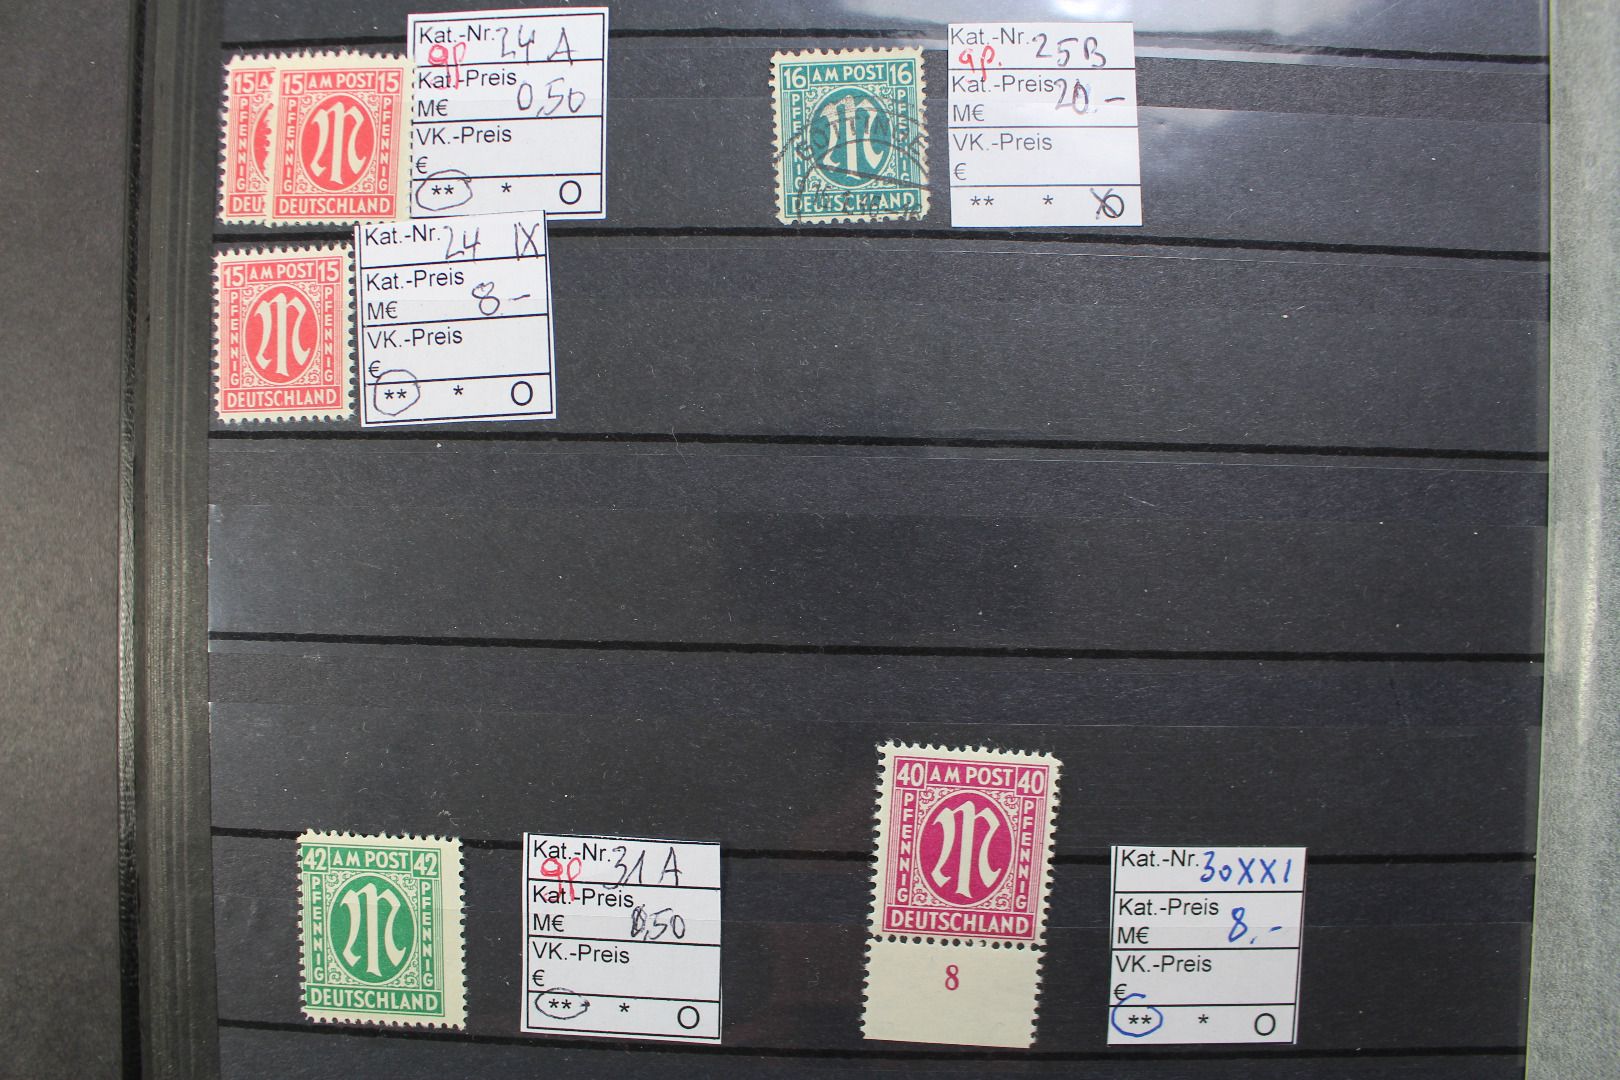 15 A
PFENNIG
DEU
15 AM POST 15
PFENNIG PFENNIG
DEUTSCHLAND
Kat.-Nr. 24 A
gp
Kat.-Preis
M€ 0,50
VK.-Preis
€
** * O
16 AM POST 16
PFENNIG
DEUTSCHLAND
Kat.-Nr. 25B
gp.
Kat.-Preis
M€ 20.-
VK.-Preis
€
** * O
15 AM POST 15
PFENNIG PFENNIG
DEUTSCHLAND
Kat.-Nr. 24 IX
Kat.-Preis
M€ 8.-
VK.-Preis
€
** * O
42 AM POST 42
PFENNIG PFENNIG
DEUTSCHLAND
Kat.-Nr. 31 A
gp
Kat.-Preis
M€ 0,50
VK.-Preis
€
** * O
40 AM POST 40
PFENNIG PFENNIG
DEUTSCHLAND
8
Kat.-Nr. 30XXI
Kat.-Preis
M€ 8,-
VK.-Preis
€
** * O